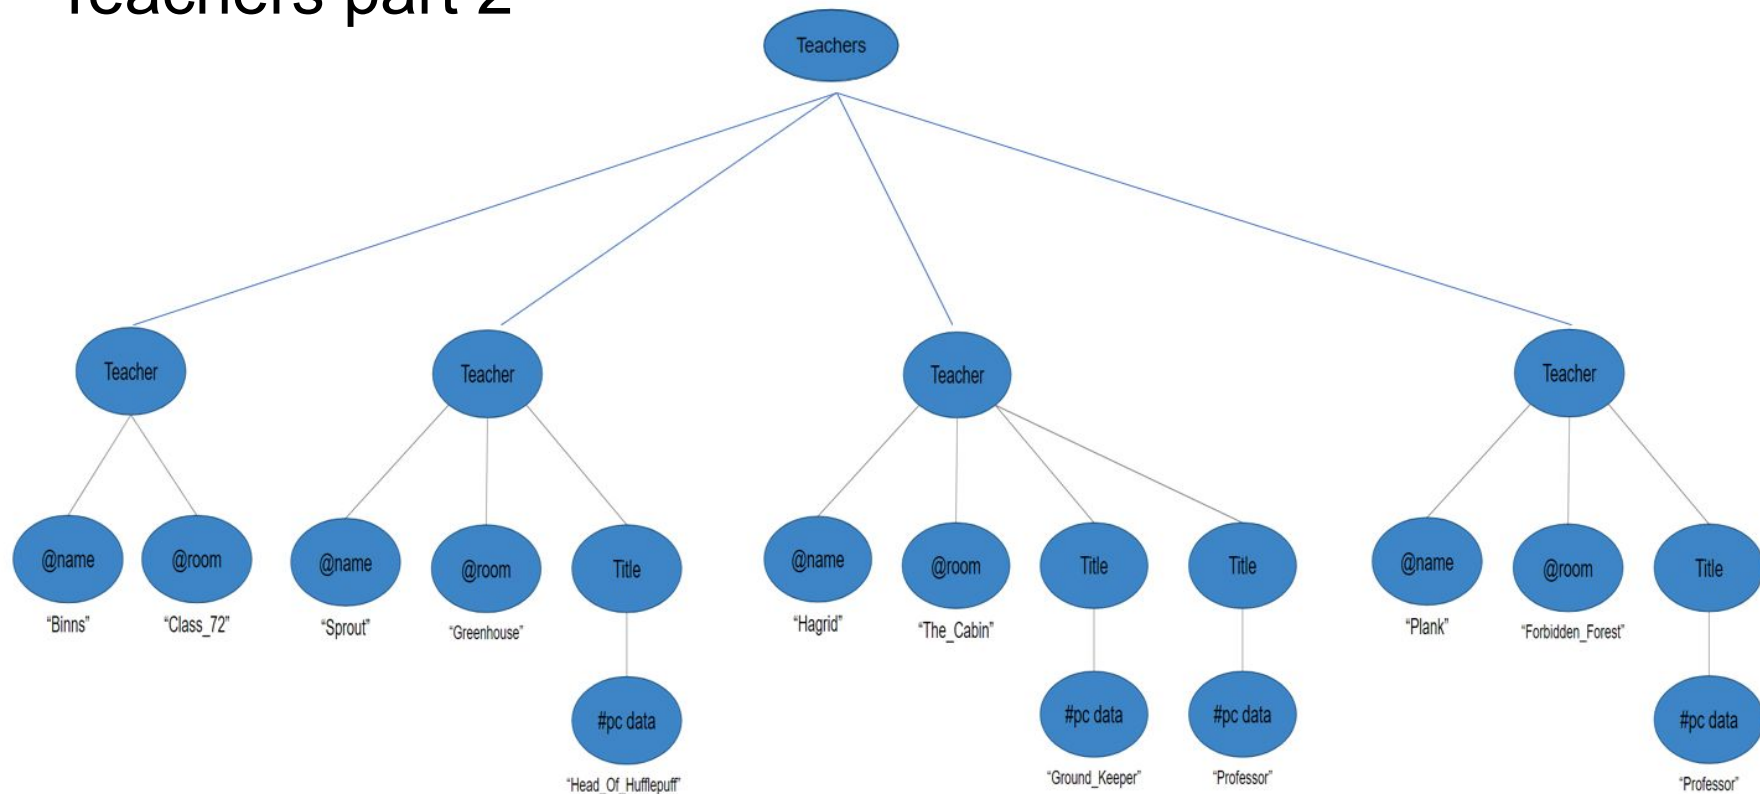 Teachers part 2
Teachers
Teacher
Teacher
Teacher
Teacher
@name
@room
@name
@room
Title
@name
@room
Title
Title
@name
@room
Title
“Binns”
“Class_72”
“Sprout”
“Greenhouse”
“Hagrid”
“The_Cabin”
“Plank”
“Forbidden_Forest”
#pc data
#pc data
#pc data
#pc data
“Head_Of_Hufflepuff”
“Ground_Keeper”
“Professor”
“Professor”